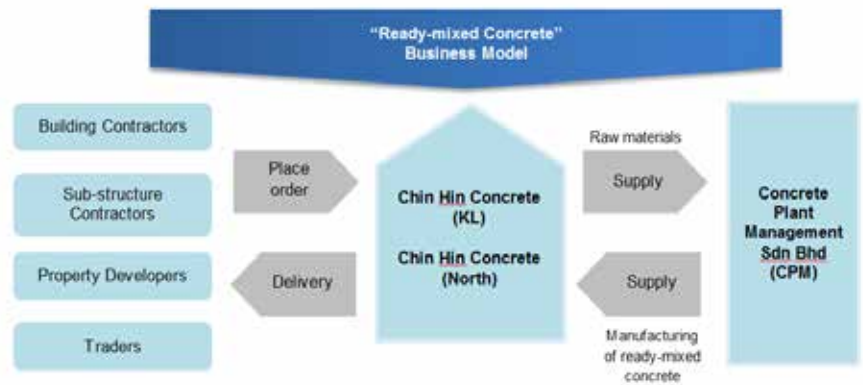 “Ready-mixed Concrete”
Business Model
Building Contractors
Sub-structure
Contractors
Property Developers
Traders
Place
order
Delivery
Chin Hin Concrete
(KL)
Chin Hin Concrete
(North)
Raw materials
Supply
Supply
Manufacturing
of ready-mixed
concrete
Concrete
Plant
Management
Sdn Bhd
(CPM)